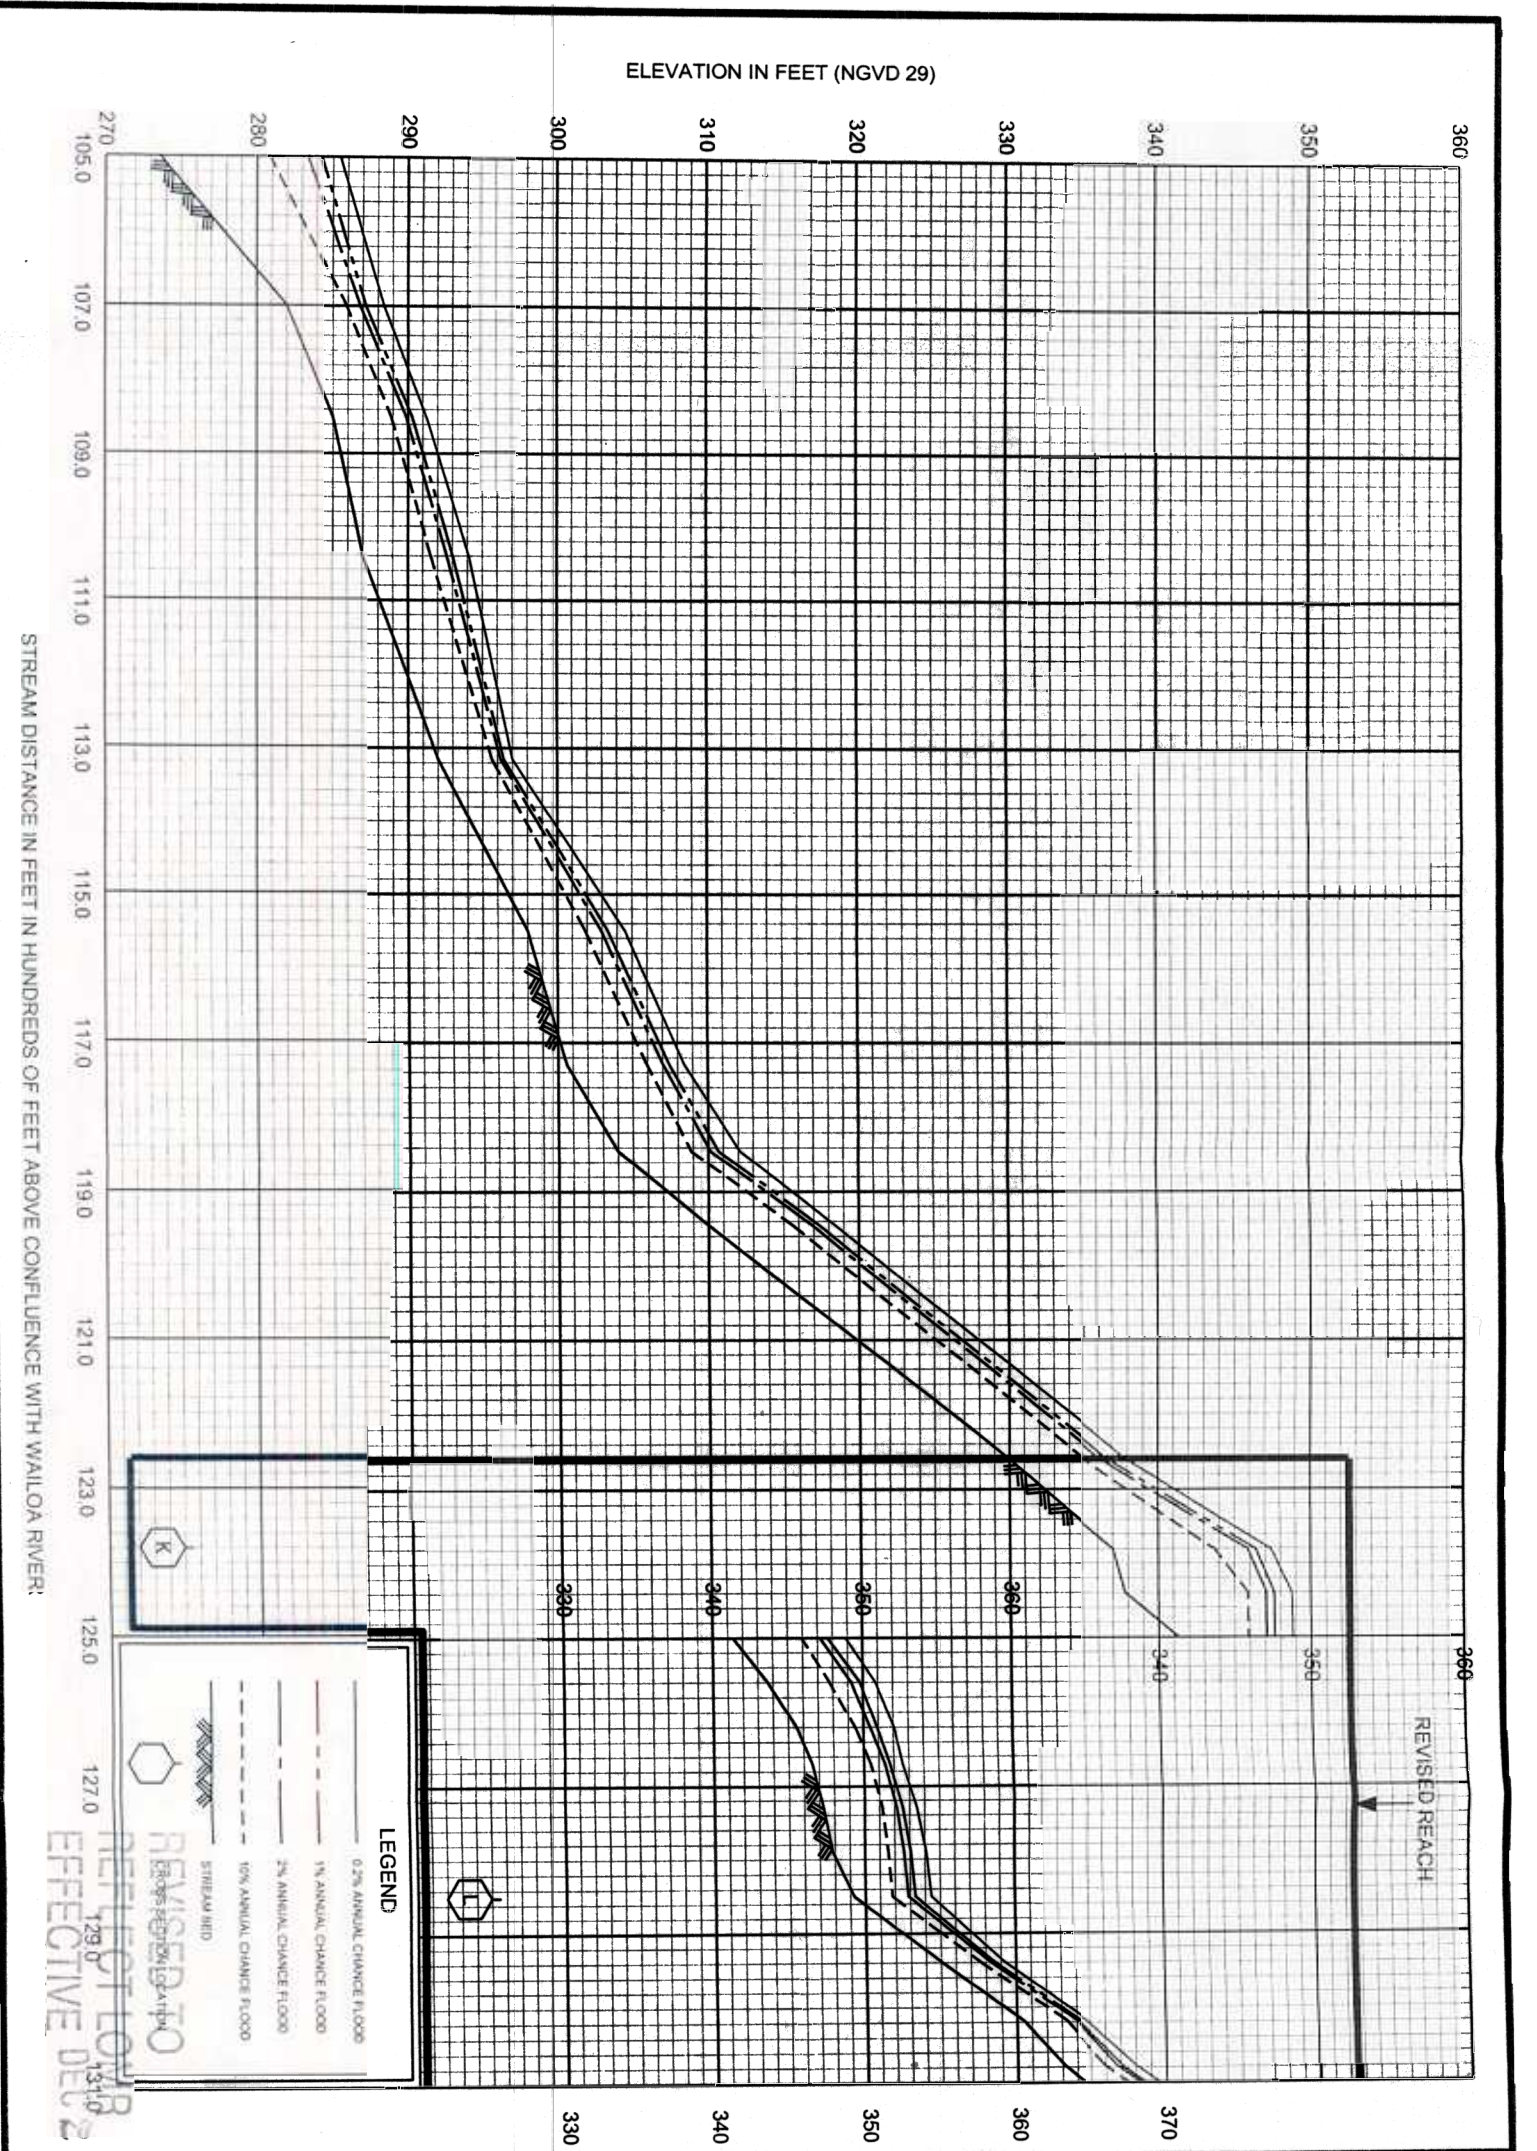 ELEVATION IN FEET (NGVD 29)
360
350
340
330
320
310
300
290
280
270
105.0
107.0
109.0
111.0
113.0
115.0
117.0
119.0
121.0
123.0
125.0
127.0
129.0
131.0
STREAM DISTANCE IN FEET IN HUNDREDS OF FEET ABOVE CONFLUENCE WITH WAILOA RIVER
360
350
340
360
350
340
330
370
360
350
340
330
REVISED REACH
K
L
LEGEND
0.2% ANNUAL CHANCE FLOOD
1% ANNUAL CHANCE FLOOD
2% ANNUAL CHANCE FLOOD
10% ANNUAL CHANCE FLOOD
STREAM BED
CROSS SECTION LOCATION
REVISED TO
REFLECT LOMR
EFFECTIVE DEC 2